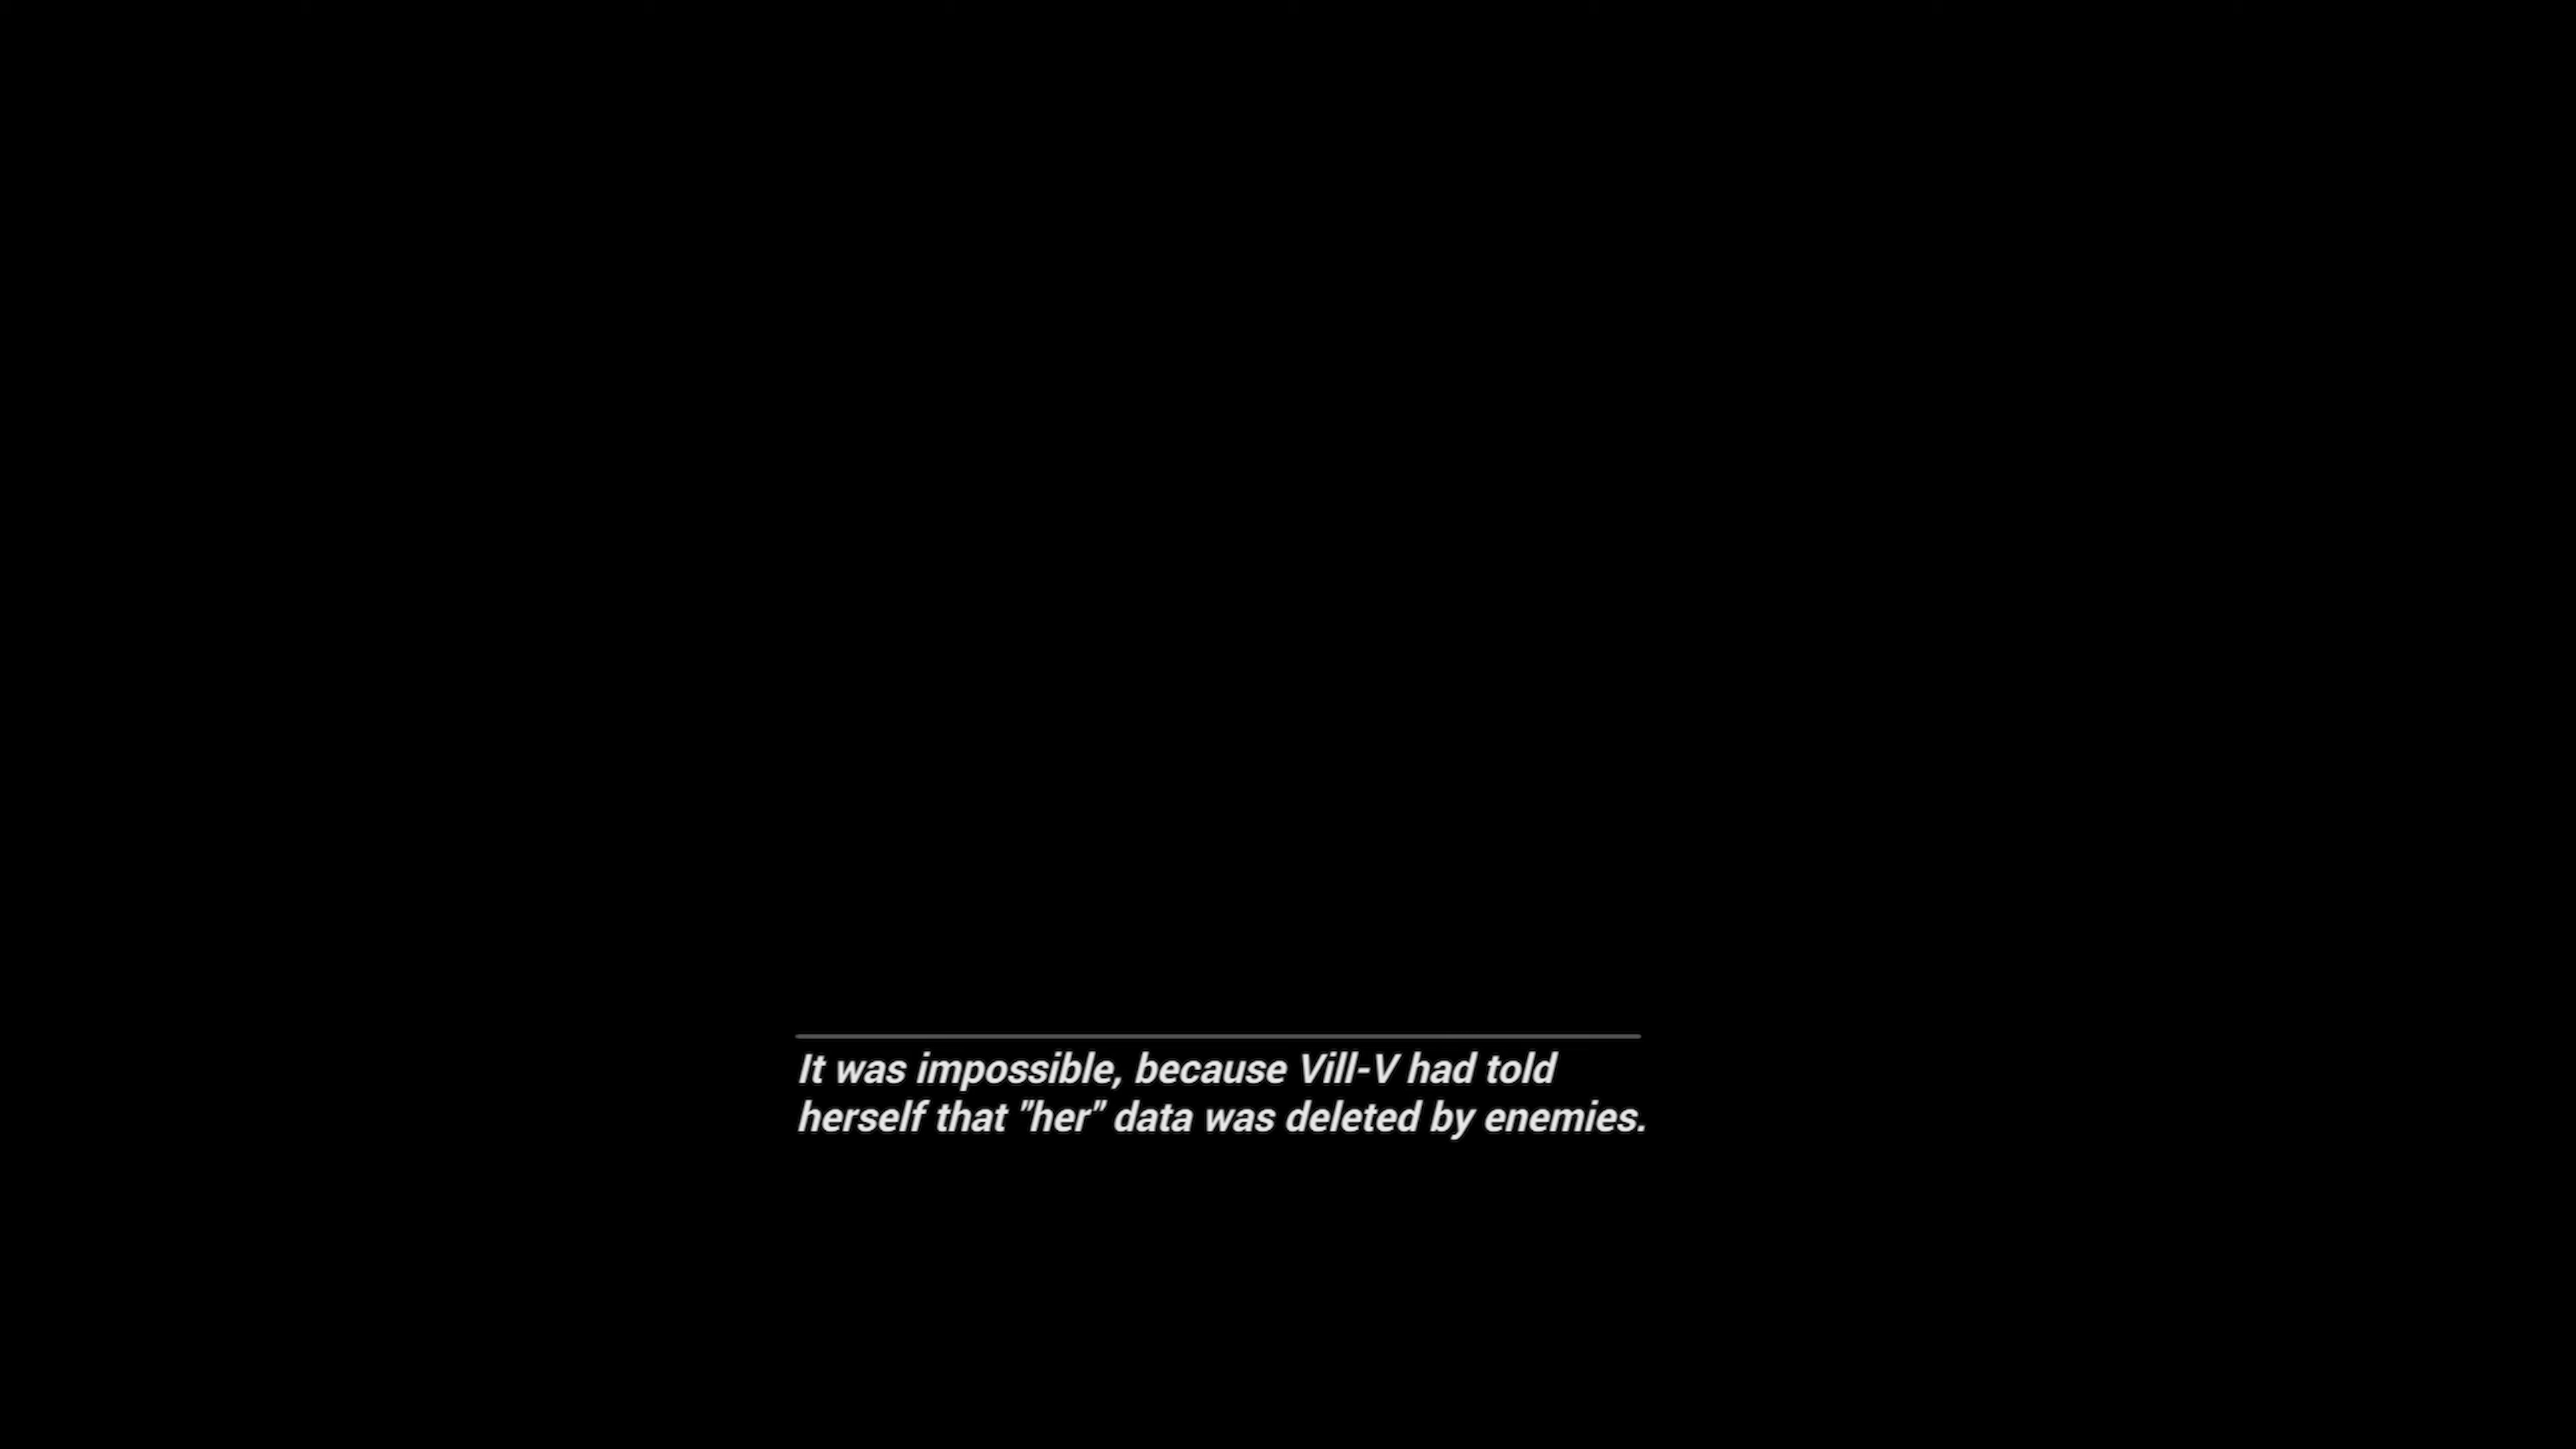 It was impossible, because Vill-V had told
herself that "her" data was deleted by enemies.